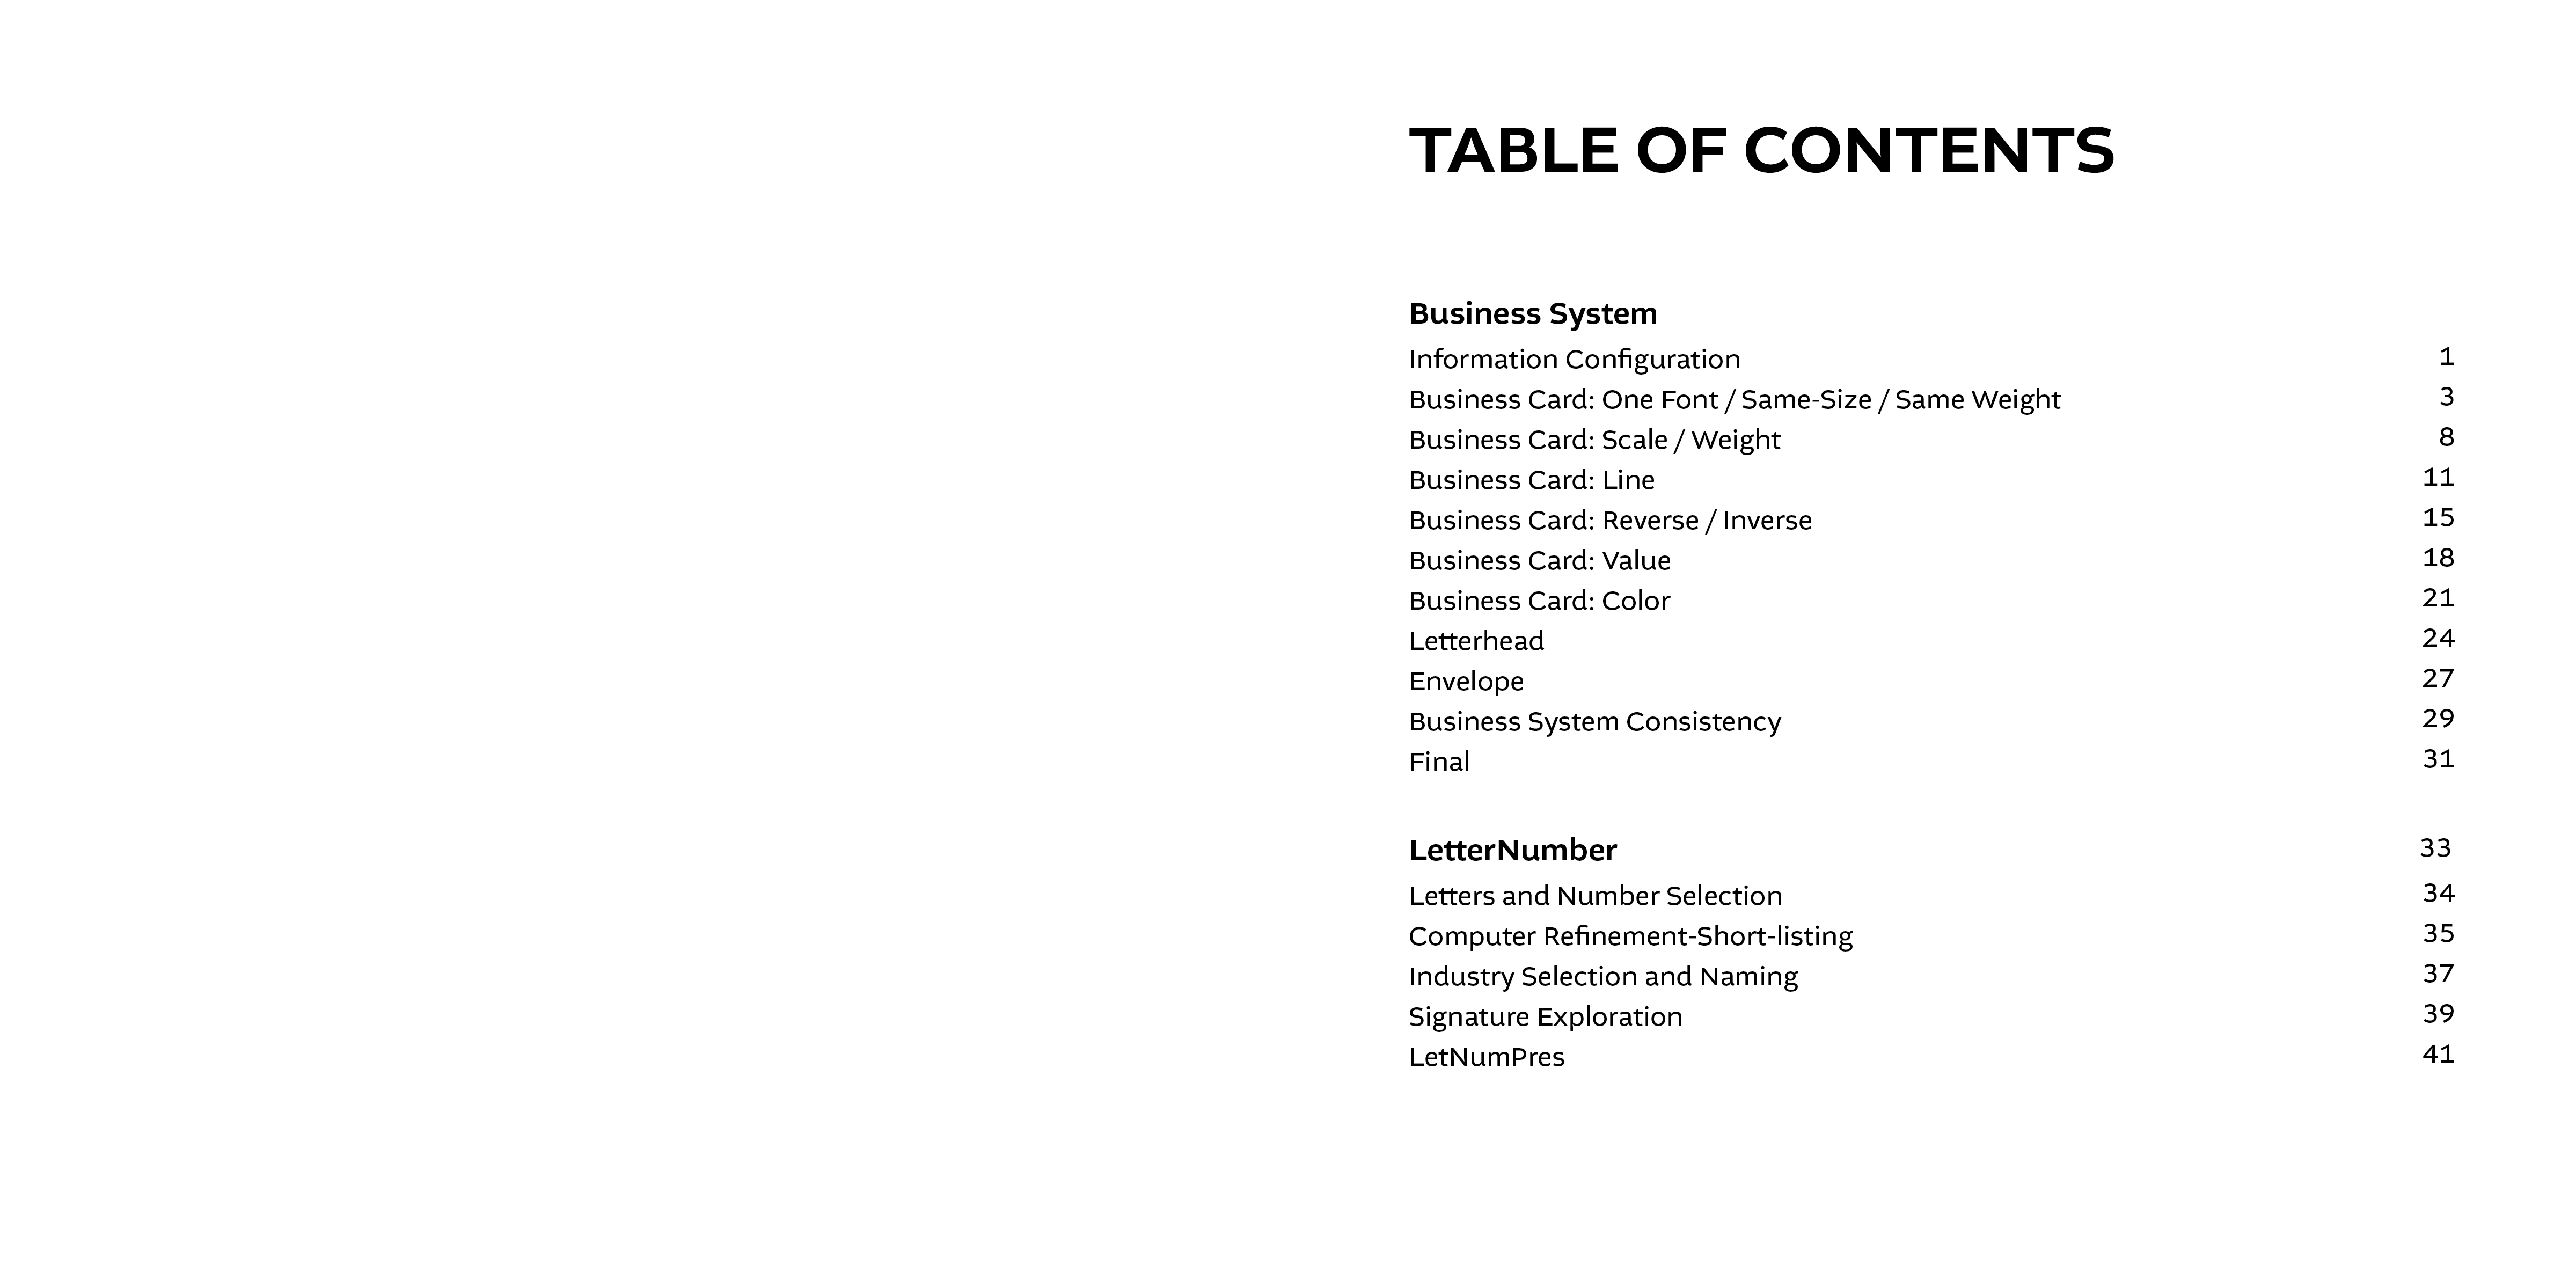 TABLE OF CONTENTS
Business System
Information Configuration 1
Business Card: One Font / Same-Size / Same Weight 3
Business Card: Scale / Weight 8
Business Card: Line 11
Business Card: Reverse / Inverse 15
Business Card: Value 18
Business Card: Color 21
Letterhead 24
Envelope 27
Business System Consistency 29
Final 31
LetterNumber 33
Letters and Number Selection 34
Computer Refinement-Short-listing 35
Industry Selection and Naming 37
Signature Exploration 39
LetNumPres 41